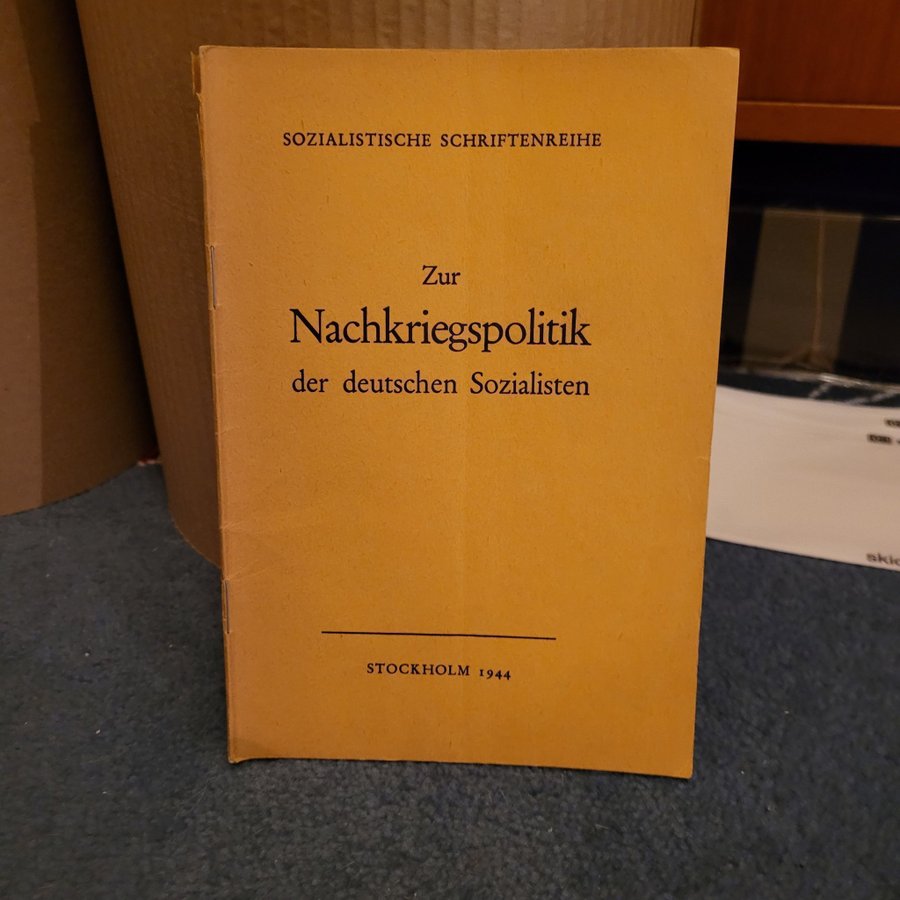 SOZIALISTISCHE SCHRIFTENREIHE
Zur
Nachkriegspolitik
der deutschen Sozialisten
STOCKHOLM 1944